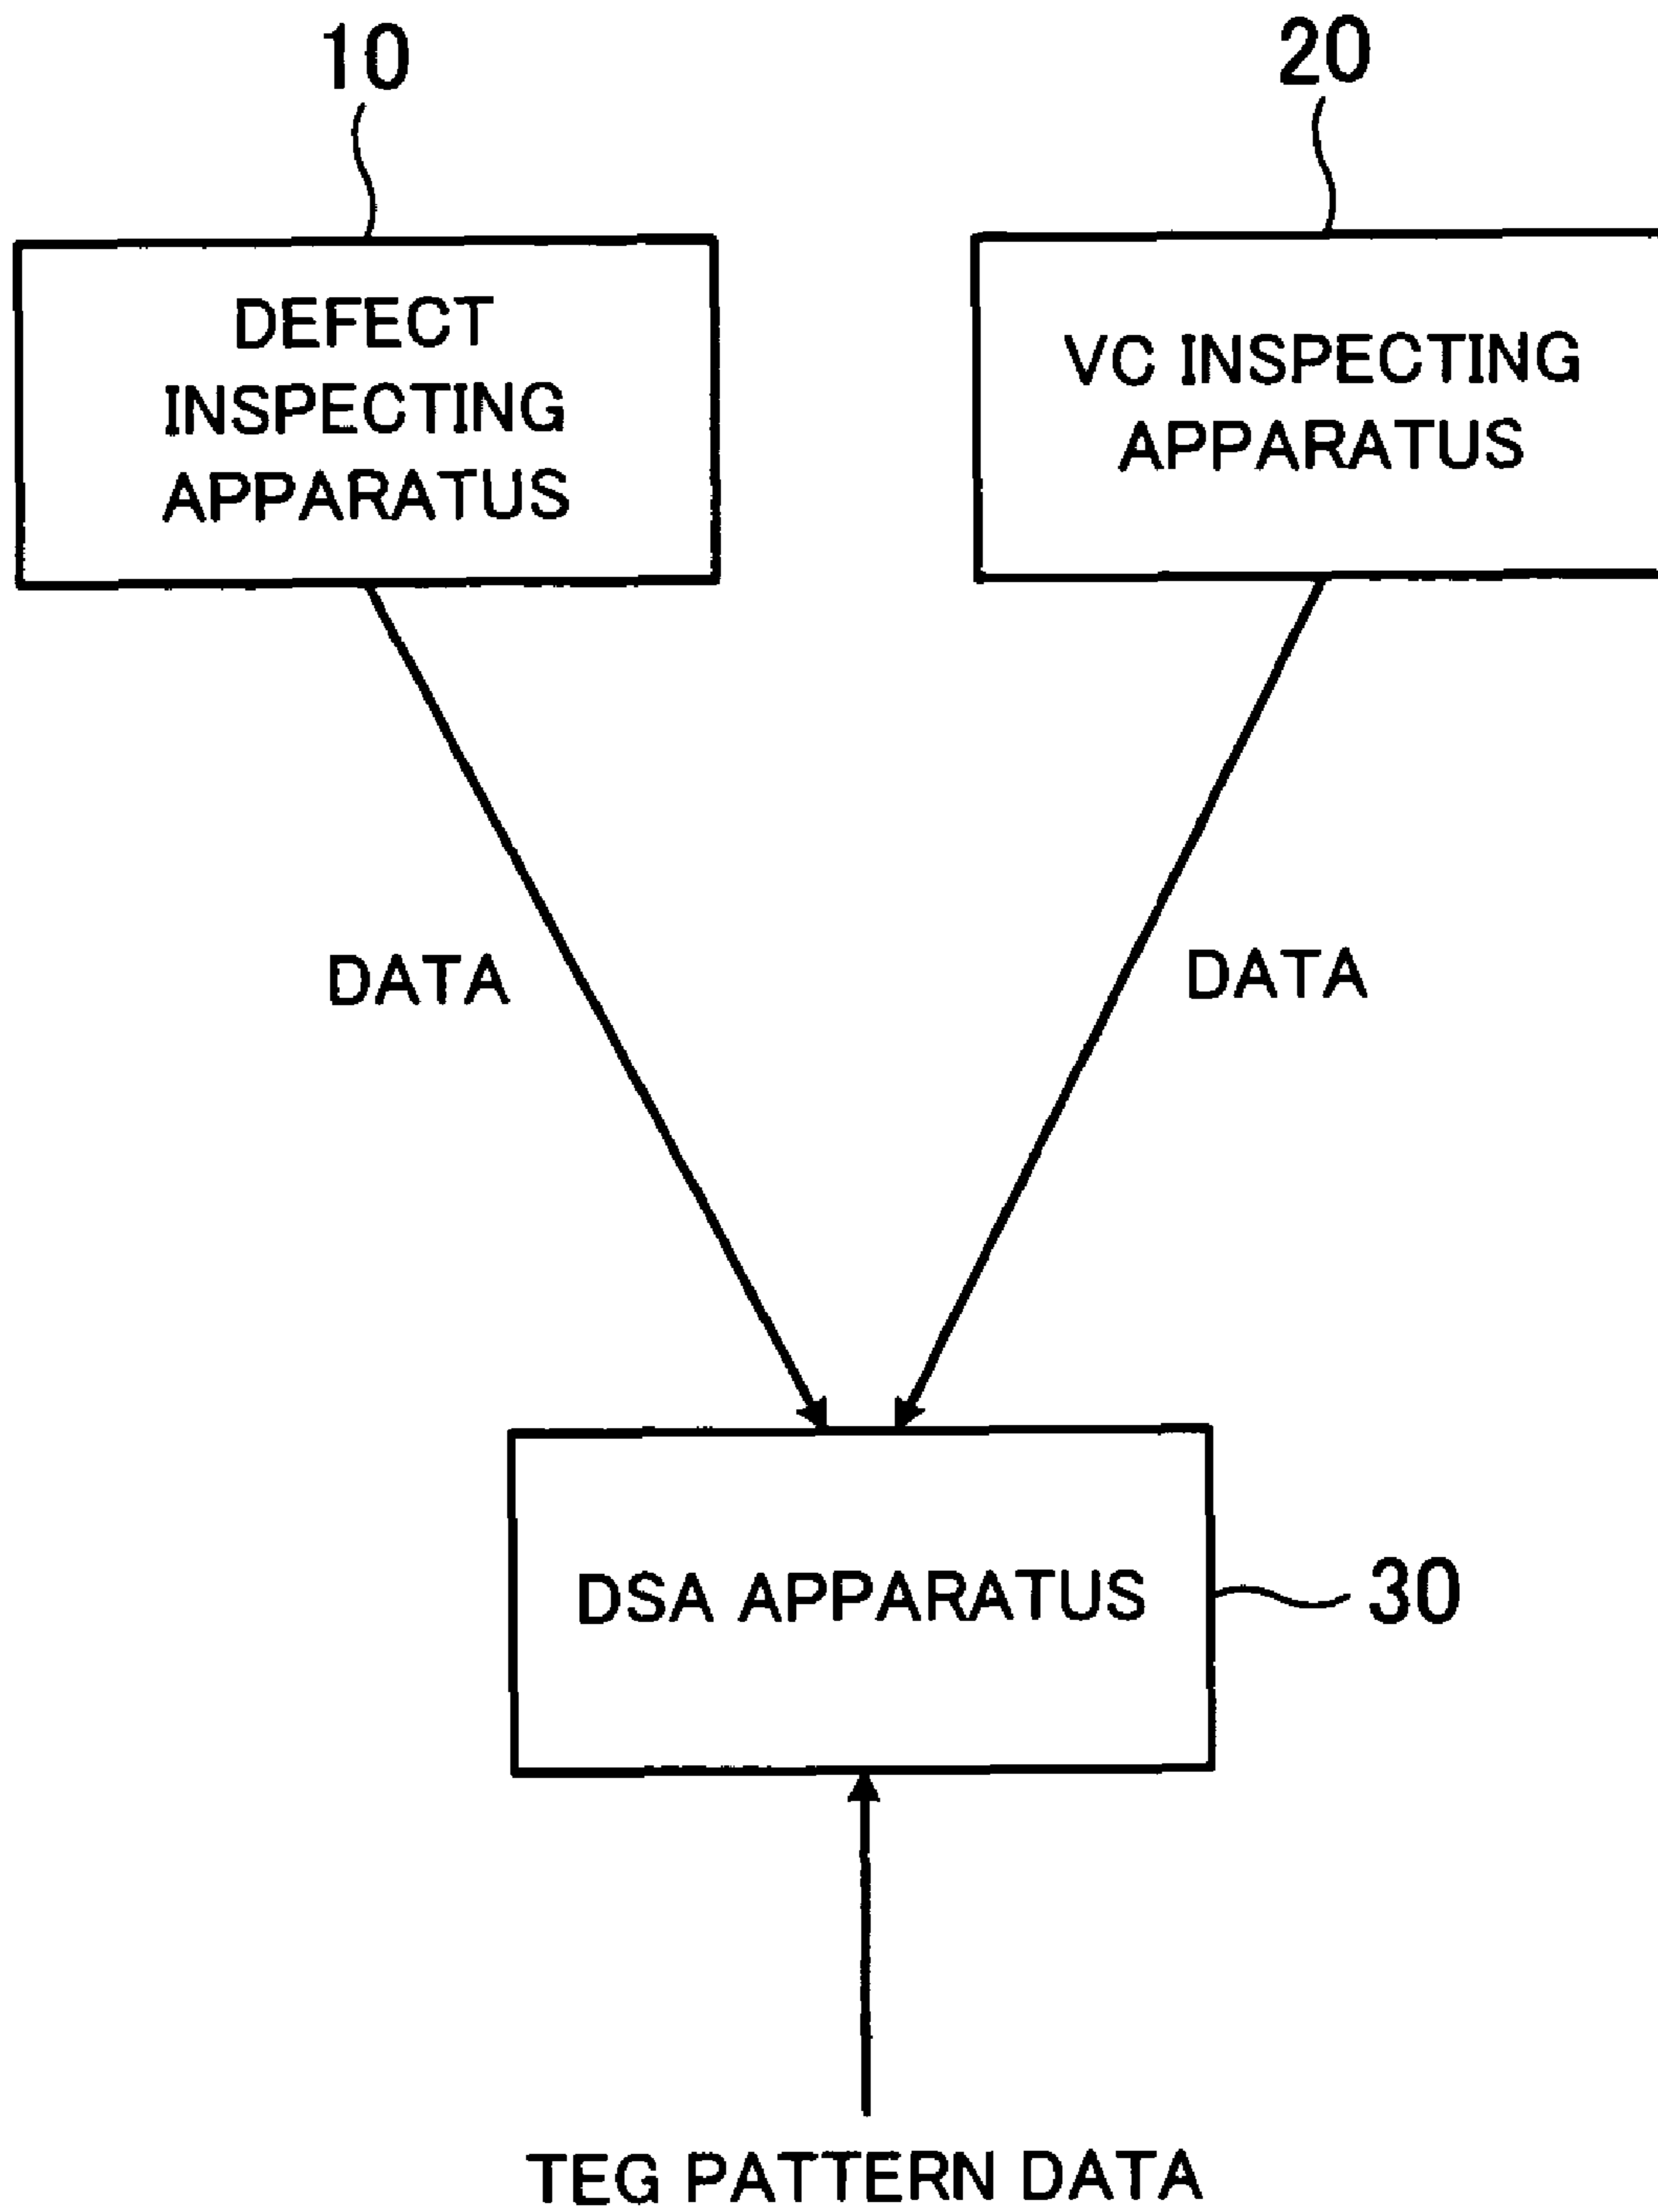 10
20
DEFECT
INSPECTING
APPARATUS
VC INSPECTING
APPARATUS
DATA
DATA
DSA APPARATUS
30
TEG PATTERN DATA